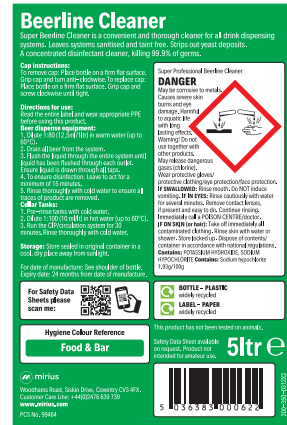 Beerline Cleaner
Super Beerline Cleaner is a convenient and thorough cleaner for all drink dispensing
systems. Leaves systems sanitised and taint free. Strips out yeast deposits.
A concentrated disinfectant cleaner, killing 99.9% of germs.
Cap Instructions:
To remove cap: Place bottle on a firm flat surface.
Grip cap and turn anti-clockwise. To replace cap:
Place bottle on a firm flat surface. Grip cap and
screw clockwise until tight.
Directions for use:
Read the entire label and wear appropriate PPE
before using this product.
Beer dispense equipment:
1. Dilute 1:80 (12.5ml/1lt) in warm water (up to
60°C).
2. Drain all beer from the system.
3. Flush the liquid through the entire system until
liquid has been flushed through each outlet.
Ensure liquid is drawn through all taps.
4. To ensure disinfection: Leave to act for a
minimum of 15 minutes.
5. Rinse thoroughly with cold water to ensure all
traces of product are removed.
Cellar Tanks:
1. Pre-rinse tanks with cold water.
2. Dilute 1:100 (10 ml/lt) in hot water (up to 60°C).
3. Run the CIP/circulation system for 30
minutes. Rinse thoroughly with cold water.
Storage: Store sealed in original container in a
cool, dry place away from sunlight.
For date of manufacture: See shoulder of bottle.
Expiry date: 24 months from date of manufacture.
Super Professional Beerline Cleaner
DANGER
May be corrosive to metals.
Causes severe skin
burns and eye
damage. Harmful
to aquatic life
with long
lasting effects.
Warning! Do not
use together with
other products.
May release dangerous
gases (chlorine).
Wear protective gloves/
protective clothing/eye protection/face protection.
IF SWALLOWED: Rinse mouth. Do NOT induce
vomiting. IF IN EYES: Rinse cautiously with water
for several minutes. Remove contact lenses,
if present and easy to do. Continue rinsing.
Immediately call a POISON CENTRE/doctor.
IF ON SKIN (or hair): Take off immediately all
contaminated clothing. Rinse skin with water or
shower. Store locked up. Dispose of contents/
container in accordance with national regulations.
Contains: POTASSIUM HYDROXIDE, SODIUM
HYPOCHLORITE Contains: Sodium hypochlorite
For Safety Data
Sheets please
scan me:
BOTTLE - PLASTIC
widely recycled
LABEL - PAPER
widely recycled
This product has not been tested on animals.
Hygiene Colour Reference
Food & Bar
Safety Data Sheet available
on request. Product not
intended for amateur use.
5ltr e
mirius
Woodhams Road, Siskin Drive, Coventry CV3 4FX.
Customer Care Line: +44(0)2476 639 739
www.mirius.com
PCS No. 99464
5 036383 000622